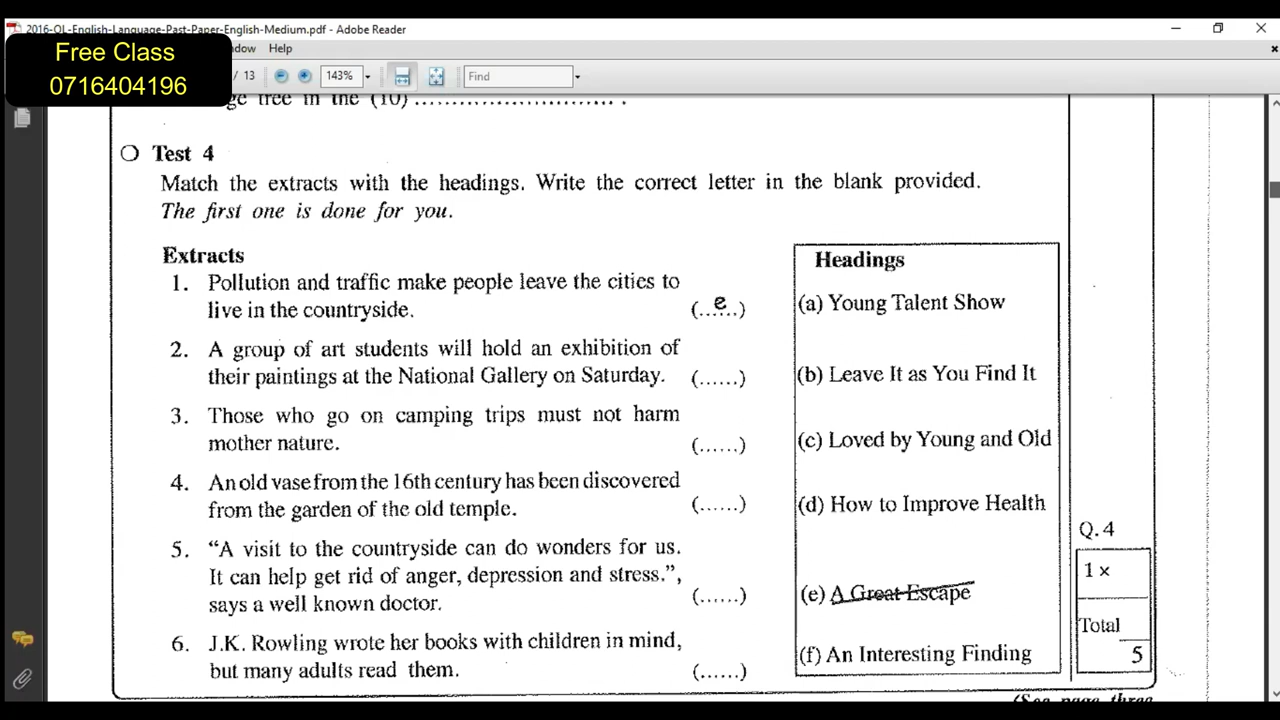 2016-OL-English-Language-Past-Paper-English-Medium.pdf - Adobe Reader
Free Class
0716404196
Help
/ 13
143%
Find
tree in the (10) ................................ .
Test 4
Match the extracts with the headings. Write the correct letter in the blank provided.
The first one is done for you.
Extracts
1. Pollution and traffic make people leave the cities to
live in the countryside. (...e...)
2. A group of art students will hold an exhibition of
their paintings at the National Gallery on Saturday. (......)
3. Those who go on camping trips must not harm
mother nature. (......)
4. An old vase from the 16th century has been discovered
from the garden of the old temple. (......)
5. "A visit to the countryside can do wonders for us.
It can help get rid of anger, depression and stress.",
says a well known doctor. (......)
6. J.K. Rowling wrote her books with children in mind,
but many adults read them. (......)
Headings
(a) Young Talent Show
(b) Leave It as You Find It
(c) Loved by Young and Old
(d) How to Improve Health
(e) A Great Escape
(f) An Interesting Finding
Q. 4
1 ×
Total
5
(See page three